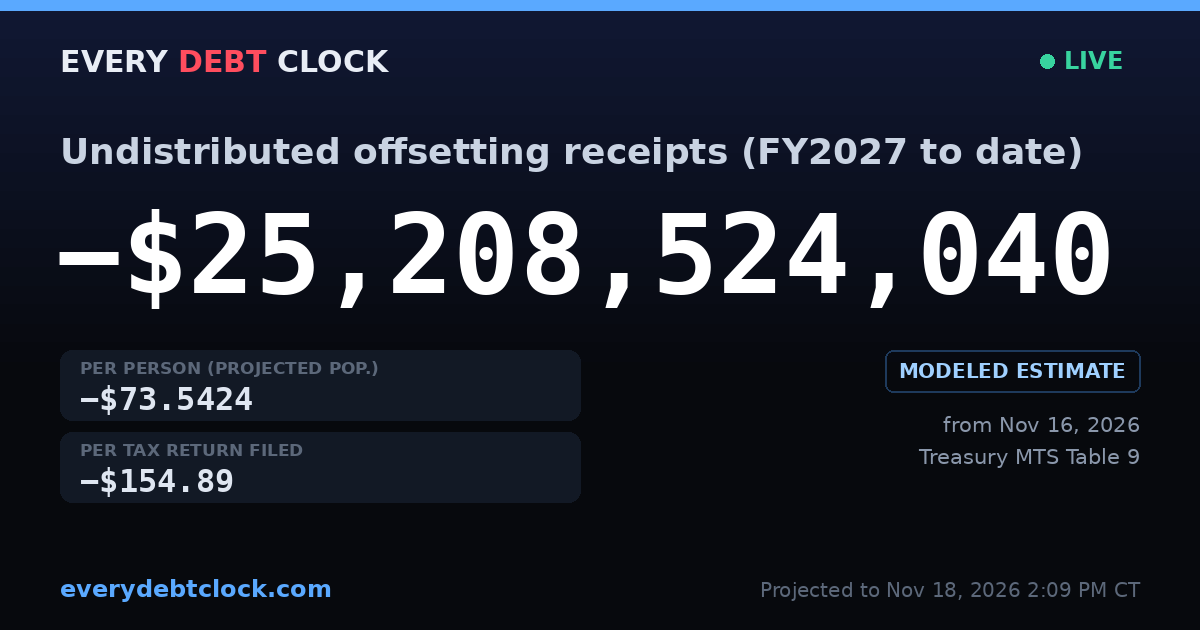 EVERY DEBT CLOCK
LIVE
Undistributed offsetting receipts (FY2027 to date)
−$25,208,524,040
PER PERSON (PROJECTED POP.)
−$73.5424
PER TAX RETURN FILED
−$154.89
MODELED ESTIMATE
from Nov 16, 2026
Treasury MTS Table 9
everydebtclock.com
Projected to Nov 18, 2026 2:09 PM CT